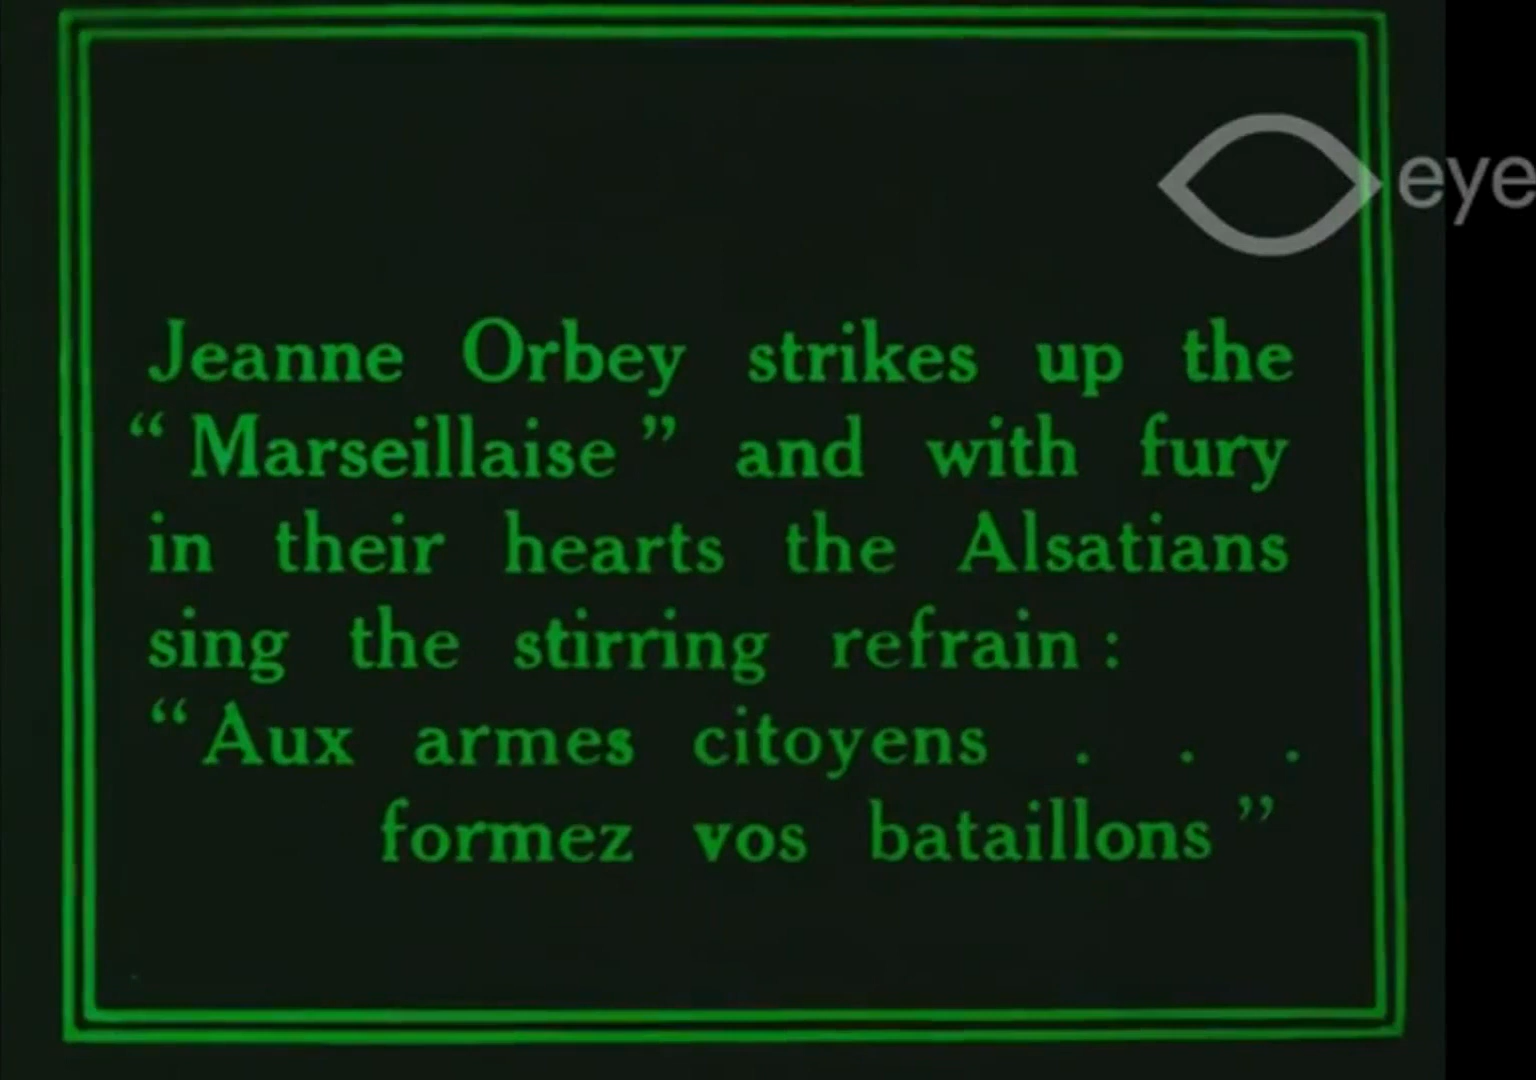 eye
Jeanne Orbey strikes up the
“Marseillaise” and with fury
in their hearts the Alsatians
sing the stirring refrain :
“Aux armes citoyens . . .
formez vos bataillons”